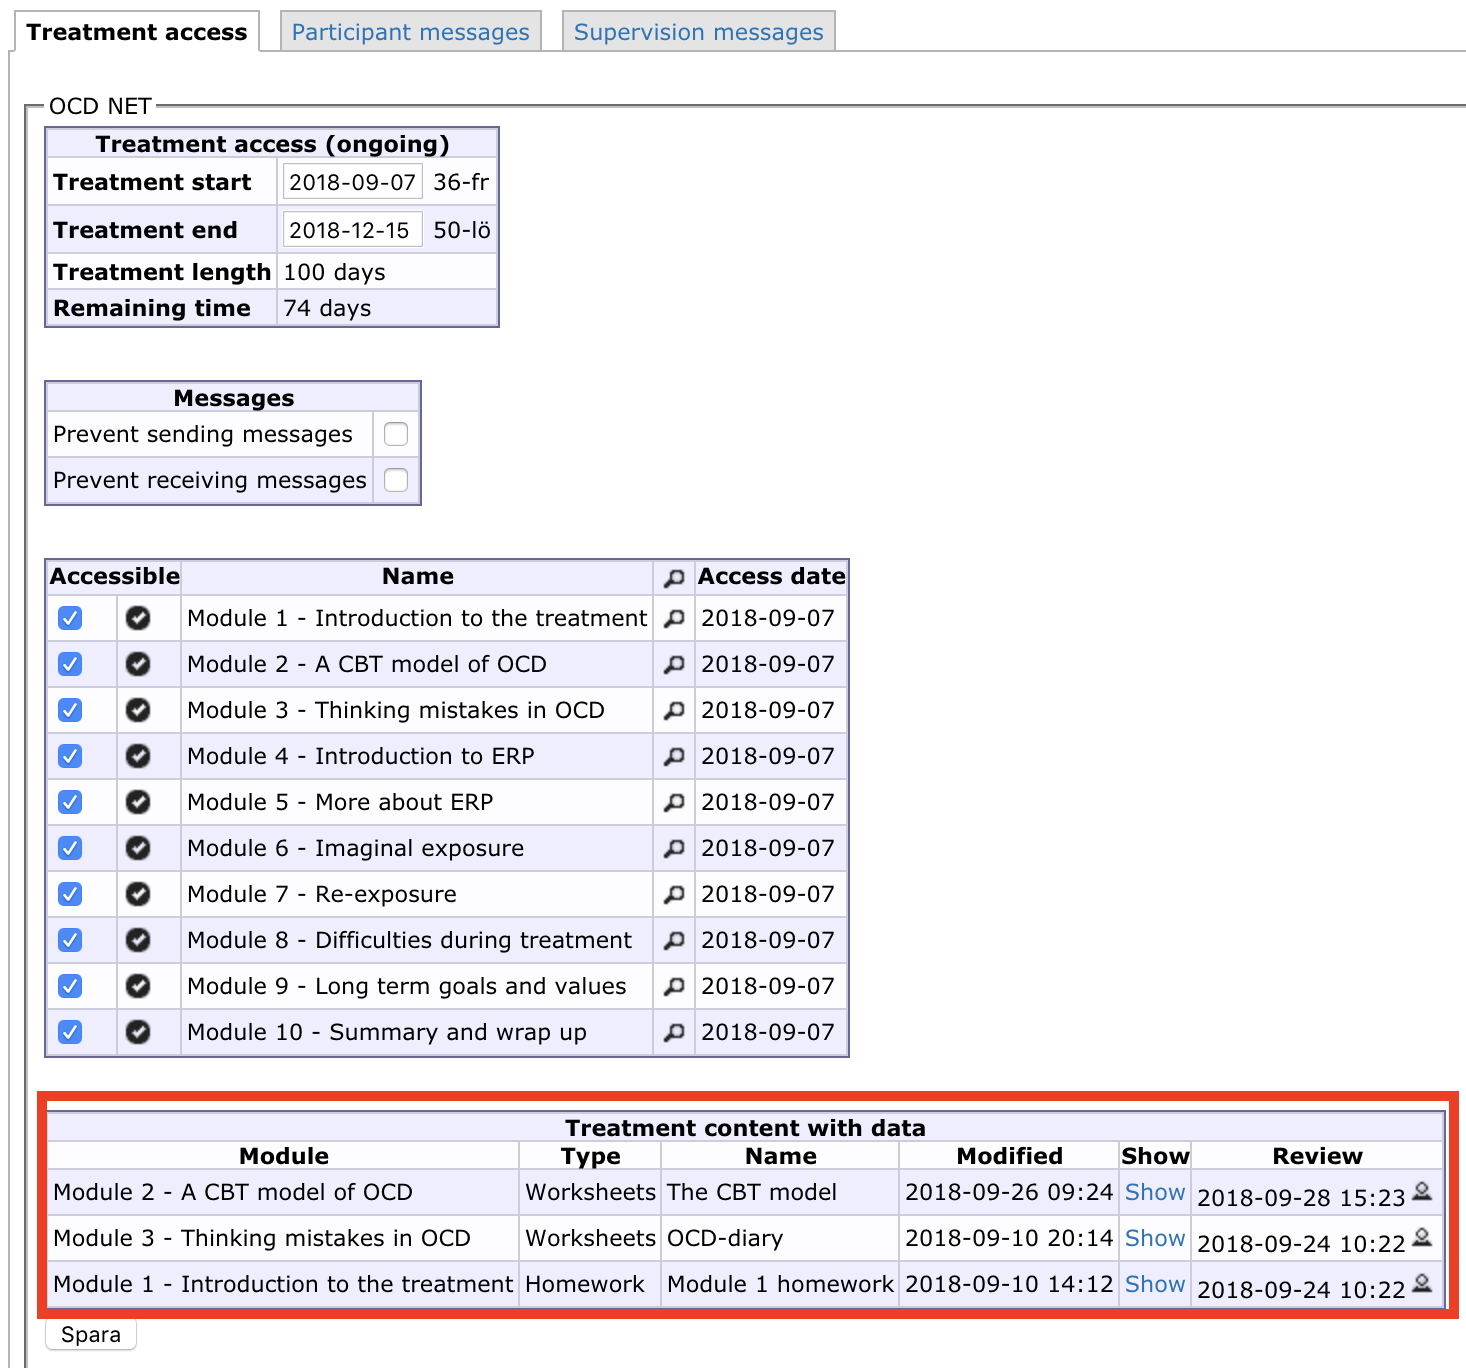 Treatment access Participant messages Supervision messages
OCD NET
Treatment access (ongoing)
Treatment start 2018-09-07 36-fr
Treatment end 2018-12-15 50-lö
Treatment length 100 days
Remaining time 74 days
Messages
Prevent sending messages
Prevent receiving messages
Accessible Name Access date
Module 1 - Introduction to the treatment 2018-09-07
Module 2 - A CBT model of OCD 2018-09-07
Module 3 - Thinking mistakes in OCD 2018-09-07
Module 4 - Introduction to ERP 2018-09-07
Module 5 - More about ERP 2018-09-07
Module 6 - Imaginal exposure 2018-09-07
Module 7 - Re-exposure 2018-09-07
Module 8 - Difficulties during treatment 2018-09-07
Module 9 - Long term goals and values 2018-09-07
Module 10 - Summary and wrap up 2018-09-07
Treatment content with data
Module Type Name Modified Show Review
Module 2 - A CBT model of OCD Worksheets The CBT model 2018-09-26 09:24 Show 2018-09-28 15:23
Module 3 - Thinking mistakes in OCD Worksheets OCD-diary 2018-09-10 20:14 Show 2018-09-24 10:22
Module 1 - Introduction to the treatment Homework Module 1 homework 2018-09-10 14:12 Show 2018-09-24 10:22
Spara